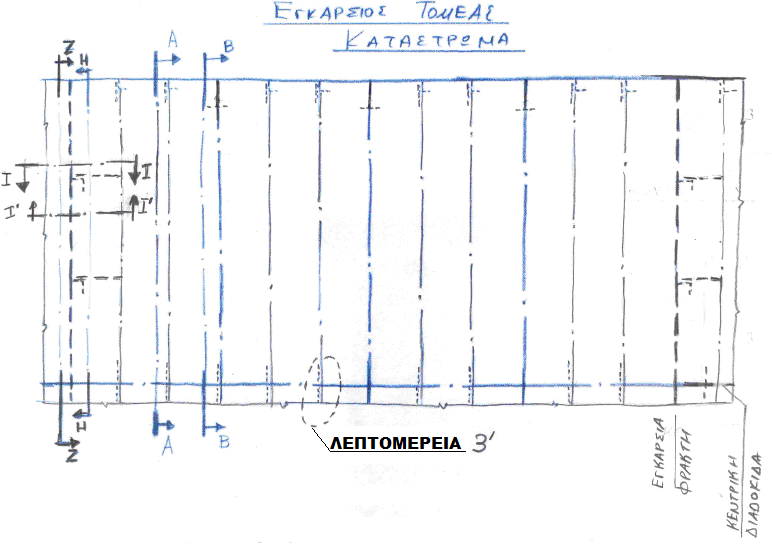 ΕΓΚΑΡΣΙΟΣ ΤΟΜΕΑΣ
ΚΑΤΑΣΤΡΩΜΑ
Z H A B
I I
I' I'
H A B
Z
ΛΕΠΤΟΜΕΡΕΙΑ 3'
ΕΓΚΑΡΣΙΑ
ΦΡΑΚΤΗ
ΚΕΝΤΡΙΚΗ
ΔΙΑΔΟΚΙΔΑ